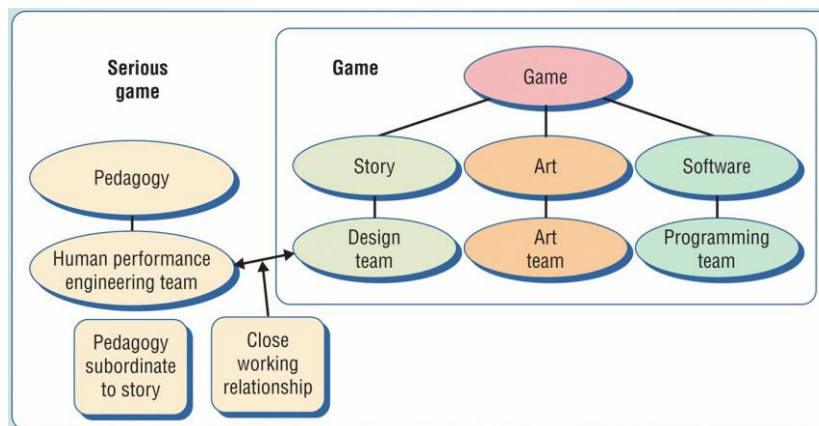 Serious
game
Game
Game
Story
Art
Software
Pedagogy
Design
team
Art
team
Programming
team
Human performance
engineering team
Pedagogy
subordinate
to story
Close
working
relationship